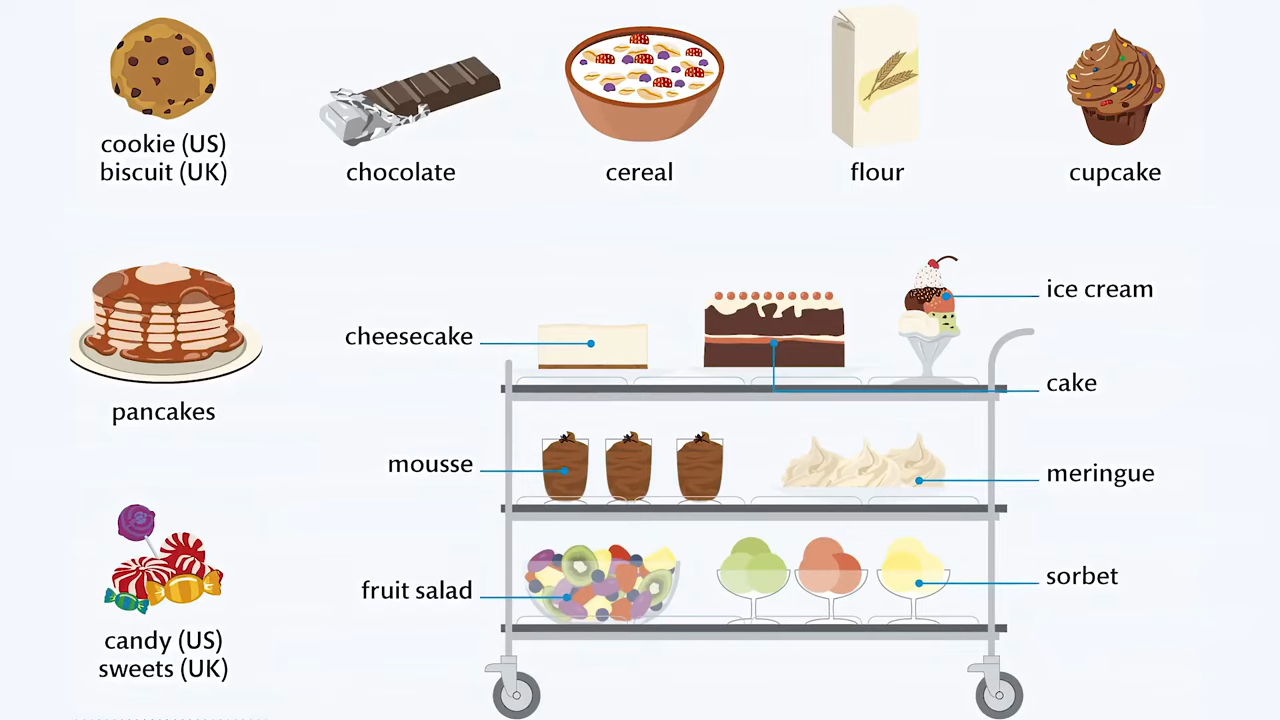 cookie (US)
biscuit (UK)
chocolate
cereal
flour
cupcake
pancakes
candy (US)
sweets (UK)
cheesecake
ice cream
cake
mousse
meringue
fruit salad
sorbet